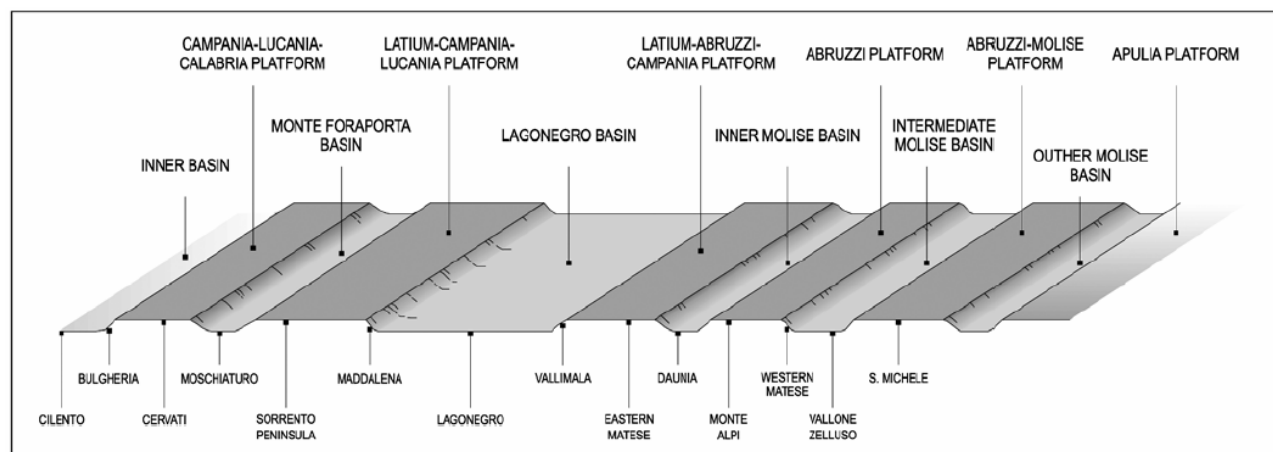 CAMPANIA-LUCANIA-
CALABRIA PLATFORM
LATIUM-CAMPANIA-
LUCANIA PLATFORM
LATIUM-ABRUZZI-
CAMPANIA PLATFORM
ABRUZZI PLATFORM
ABRUZZI-MOLISE
PLATFORM
APULIA PLATFORM
INNER BASIN
MONTE FORAPORTA
BASIN
LAGONEGRO BASIN
INNER MOLISE BASIN
INTERMEDIATE
MOLISE BASIN
OUTHER MOLISE
BASIN
BULGHERIA
MOSCHIATURO
MADDALENA
VALLIMALA
DAUNIA
WESTERN
MATESE
S. MICHELE
CILENTO
CERVATI
SORRENTO
PENINSULA
LAGONEGRO
EASTERN
MATESE
MONTE
ALPI
VALLONE
ZELLUSO